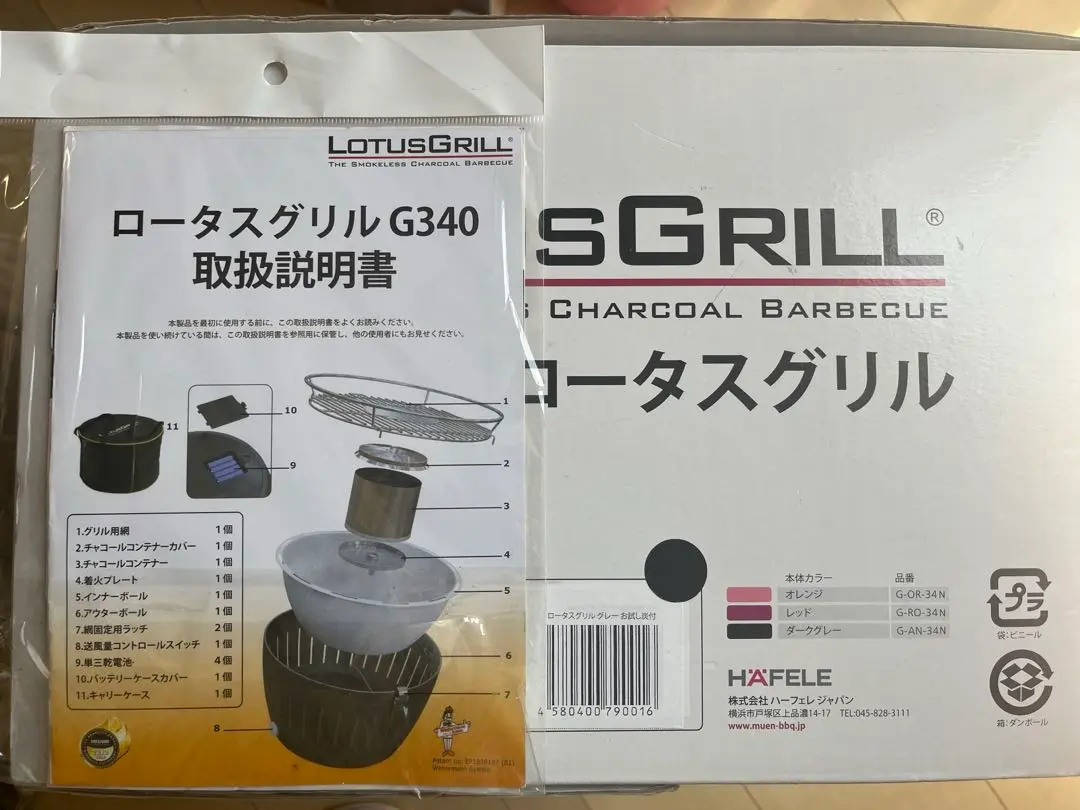 LOTUSGRILL®
THE SMOKELESS CHARCOAL BARBECUE
ロータスグリル G340
取扱説明書
本製品を最初に使用する前に、この取扱説明書をよくお読みください。
本製品を使い続けている間は、この取扱説明書を参照用に保管し、他の使用者にもお見せください。
1
2
3
4
5
6
7
8
9
10
11
1.グリル用網 1個
2.チャコールコンテナーカバー 1個
3.チャコールコンテナー 1個
4.着火プレート 1個
5.インナーボール 1個
6.アウターボール 1個
7.網固定用ラッチ 2個
8.送風量コントロールスイッチ 1個
9.単三乾電池 4個
10.バッテリーケースカバー 1個
11.キャリーケース 1個
SGRILL®
CHARCOAL BARBECUE
ロータスグリル
ロータスグリル グレー お試し炭付
4 580400 790016
本体カラー 品番
オレンジ G-OR-34N
レッド G-RO-34N
ダークグレー G-AN-34N
HÄFELE
株式会社 ハーフェレ ジャパン
横浜市戸塚区上品濃14-17 TEL:045-828-3111
www.muen-bbq.jp
プラ
袋:ビニール
箱:ダンボール